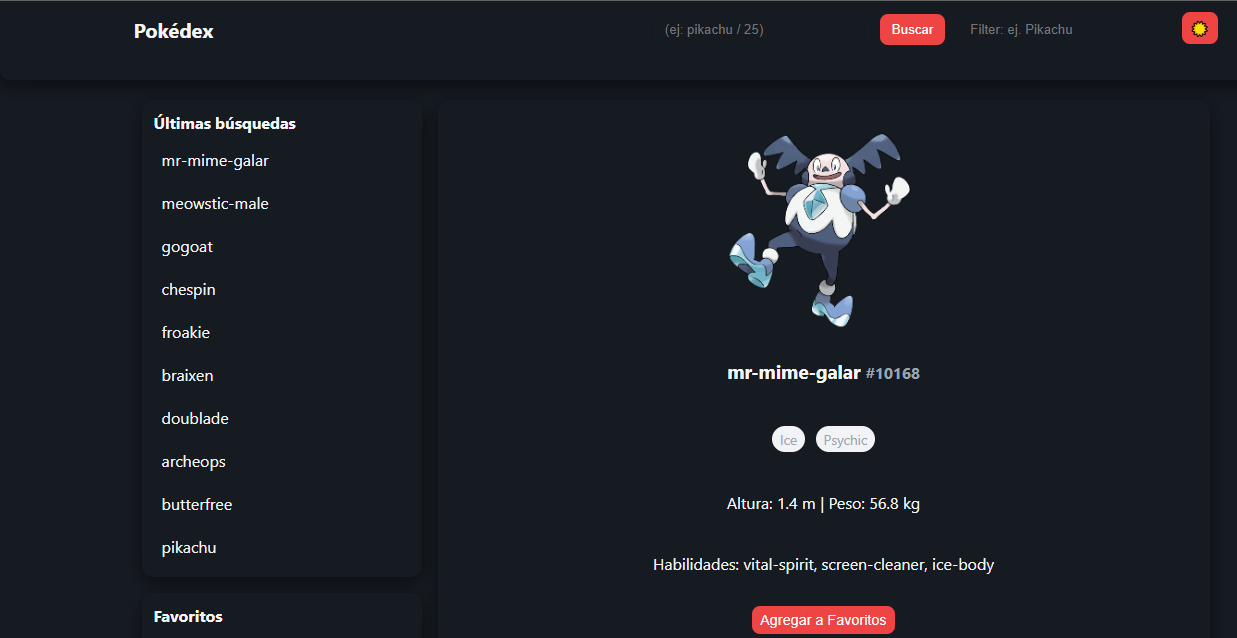 Pokédex
(ej: pikachu / 25)
Buscar
Filter: ej. Pikachu
Últimas búsquedas
mr-mime-galar
meowstic-male
gogoat
chespin
froakie
braixen
doublade
archeops
butterfree
pikachu
Favoritos
mr-mime-galar #10168
Ice
Psychic
Altura: 1.4 m | Peso: 56.8 kg
Habilidades: vital-spirit, screen-cleaner, ice-body
Agregar a Favoritos